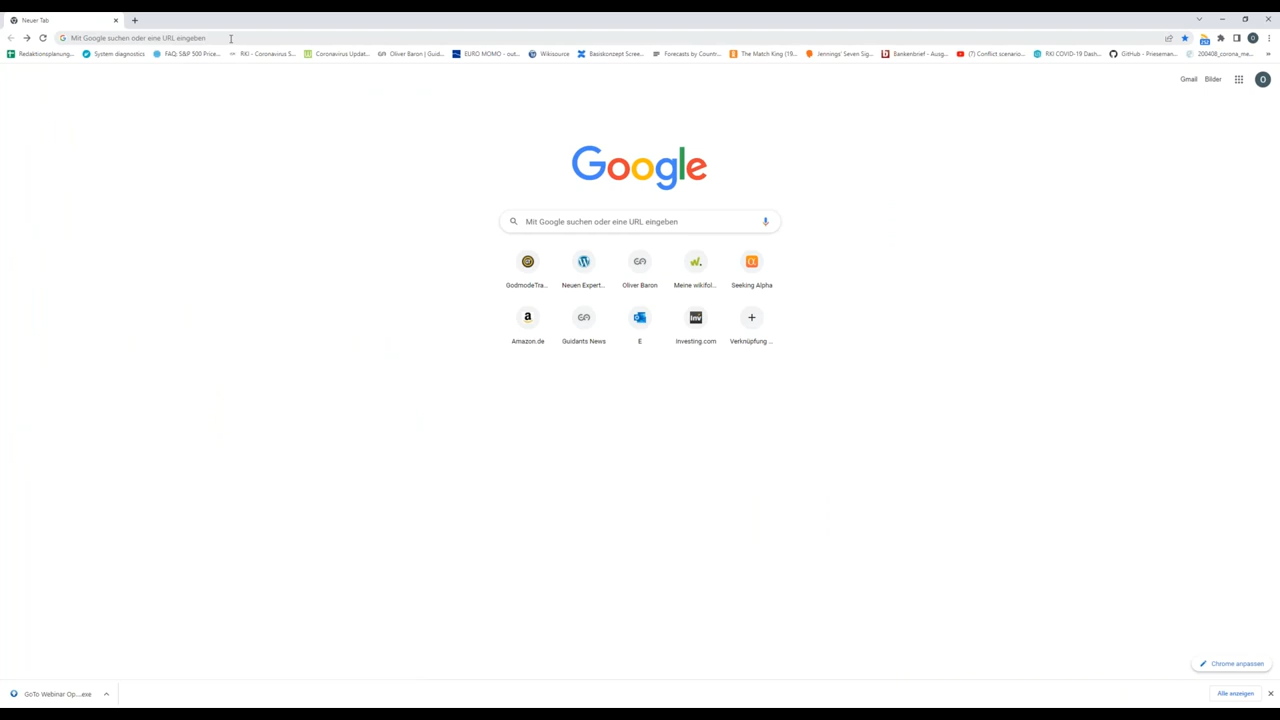 Neuer Tab
Mit Google suchen oder eine URL eingeben
Redaktionsplanung... System diagnostics FAQ: S&P 500 Price... RKI - Coronavirus S... Coronavirus Updat... Oliver Baron | Guid... EURO MOMO - out... Wikisource Basiskonzept Scree... Forecasts by Countr... The Match King (19... Jennings' Seven Sig... Bankenbrief - Ausg... (7) Conflict scenario... RKI COVID-19 Dash... GitHub - Prieseman... 200408_corona_me... »
Gmail Bilder O
Google
Mit Google suchen oder eine URL eingeben
GodmodeTra... Neuen Expert... Oliver Baron Meine wikifol... Seeking Alpha
Amazon.de Guidants News E Investing.com Verknüpfung ...
Chrome anpassen
GoTo Webinar Op....exe Alle anzeigen